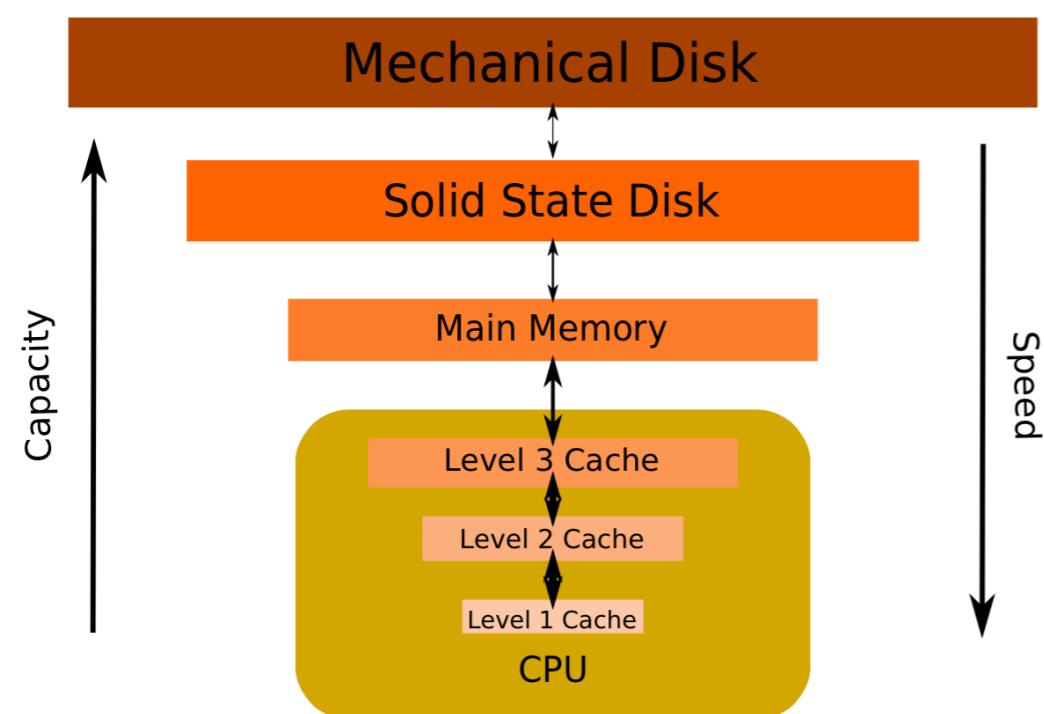 Mechanical Disk
Solid State Disk
Main Memory
Capacity
Speed
Level 3 Cache
Level 2 Cache
Level 1 Cache
CPU